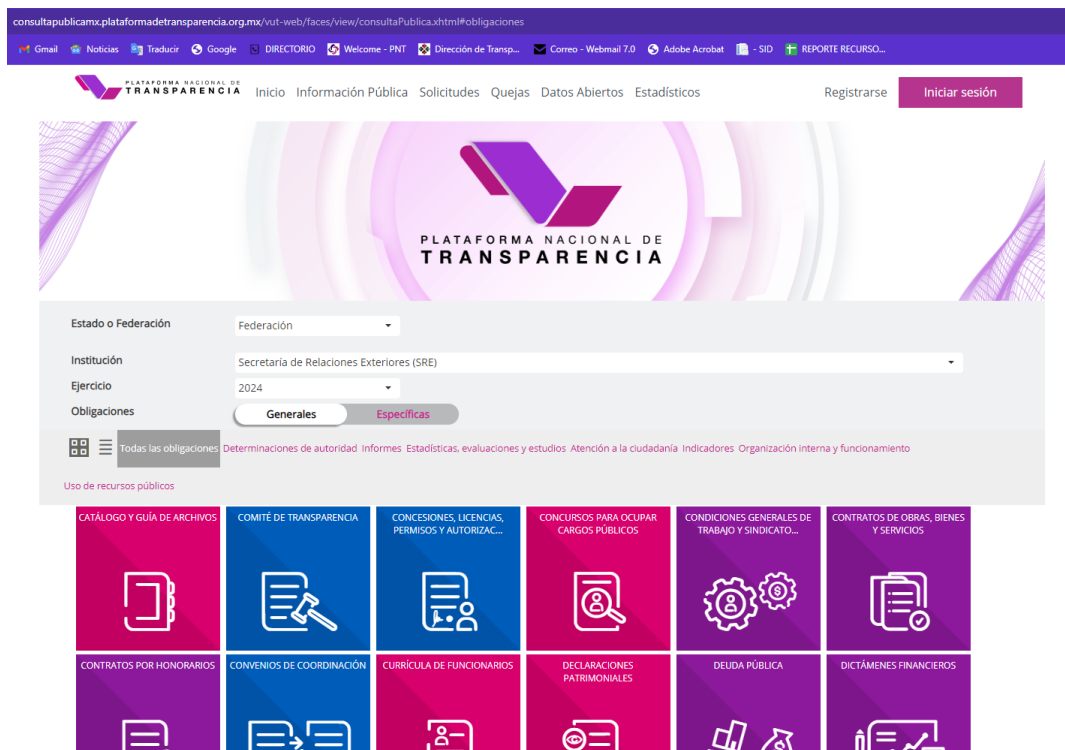 consultapublicamx.plataformadetransparencia.org.mx/vut-web/faces/view/consultaPublica.xhtml#obligaciones
Gmail Noticias Traducir Google DIRECTORIO Welcome - PNT Dirección de Transp... Correo - Webmail 7.0 Adobe Acrobat - SID REPORTE RECURSO...
PLATAFORMA NACIONAL DE
TRANSPARENCIA
Inicio Información Pública Solicitudes Quejas Datos Abiertos Estadísticos Registrarse Iniciar sesión
PLATAFORMA NACIONAL DE
TRANSPARENCIA
Estado o Federación Federación
Institución Secretaría de Relaciones Exteriores (SRE)
Ejercicio 2024
Obligaciones Generales Específicas
Todas las obligaciones Determinaciones de autoridad Informes Estadísticas, evaluaciones y estudios Atención a la ciudadanía Indicadores Organización interna y funcionamiento
Uso de recursos públicos
CATÁLOGO Y GUÍA DE ARCHIVOS
COMITÉ DE TRANSPARENCIA
CONCESIONES, LICENCIAS,
PERMISOS Y AUTORIZAC...
CONCURSOS PARA OCUPAR
CARGOS PÚBLICOS
CONDICIONES GENERALES DE
TRABAJO Y SINDICATO...
CONTRATOS DE OBRAS, BIENES
Y SERVICIOS
CONTRATOS POR HONORARIOS
CONVENIOS DE COORDINACIÓN
CURRÍCULA DE FUNCIONARIOS
DECLARACIONES
PATRIMONIALES
DEUDA PÚBLICA
DICTÁMENES FINANCIEROS